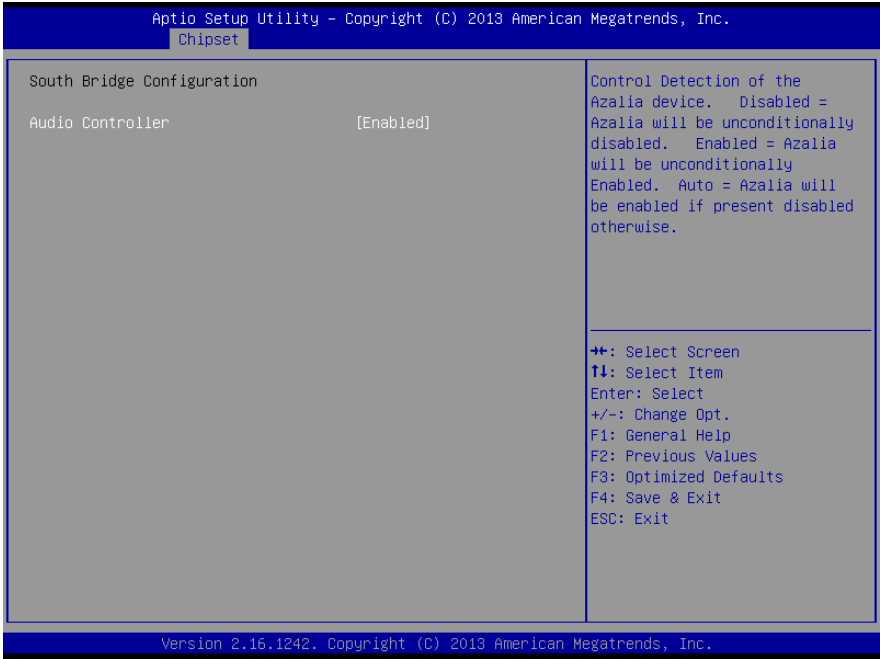 Aptio Setup Utility – Copyright (C) 2013 American Megatrends, Inc.
Chipset
South Bridge Configuration
Audio Controller [Enabled]
Control Detection of the
Azalia device. Disabled =
Azalia will be unconditionally
disabled. Enabled = Azalia
will be unconditionally
Enabled. Auto = Azalia will
be enabled if present disabled
otherwise.
→←: Select Screen
↑↓: Select Item
Enter: Select
+/-: Change Opt.
F1: General Help
F2: Previous Values
F3: Optimized Defaults
F4: Save & Exit
ESC: Exit
Version 2.16.1242. Copyright (C) 2013 American Megatrends, Inc.